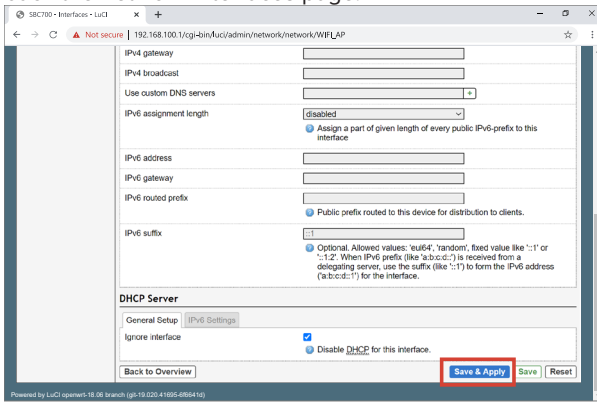 SBC700 - Interfaces - LuCI
Not secure | 192.168.100.1/cgi-bin/luci/admin/network/network/WIFI_AP
IPv4 gateway
IPv4 broadcast
Use custom DNS servers
IPv6 assignment length disabled
Assign a part of given length of every public IPv6-prefix to this
interface
IPv6 address
IPv6 gateway
IPv6 routed prefix
Public prefix routed to this device for distribution to clients.
IPv6 suffix ::1
Optional. Allowed values: 'eui64', 'random', fixed value like '::1' or
'::1:2'. When IPv6 prefix (like 'a:b:c:d::') is received from a
delegating server, use the suffix (like '::1') to form the IPv6 address
('a:b:c:d::1') for the interface.
DHCP Server
General Setup IPv6 Settings
Ignore interface
Disable DHCP for this interface.
Back to Overview Save & Apply Save Reset
Powered by LuCI openwrt-18.06 branch (git-19.020.41695-6f6641d)